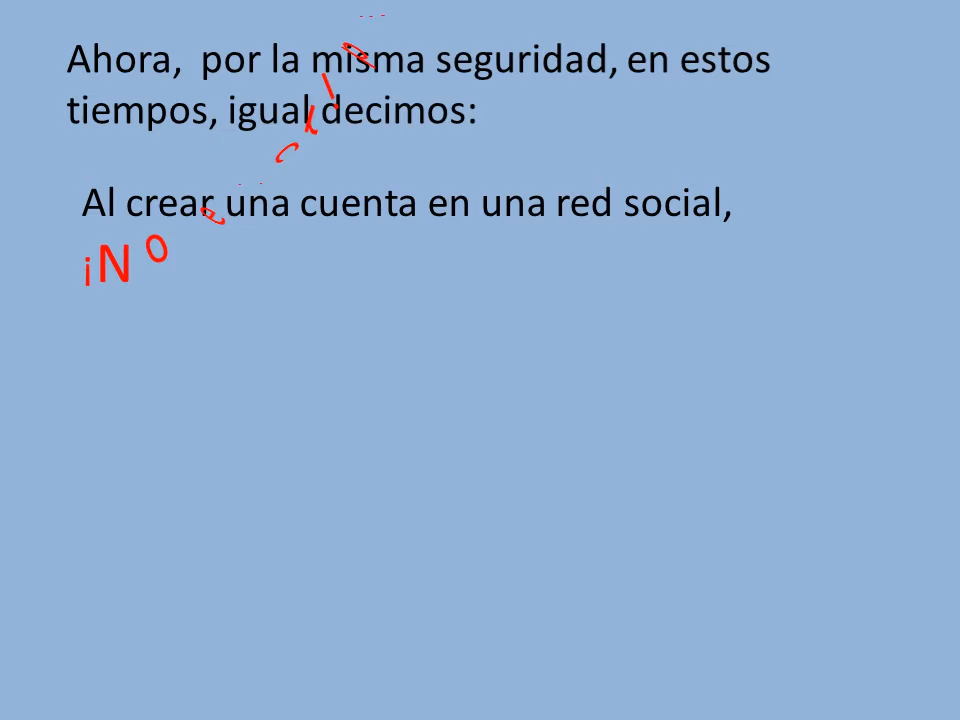 Ahora,  por la misma seguridad, en estos
tiempos, igual decimos:
Al crear una cuenta en una red social,
¡No